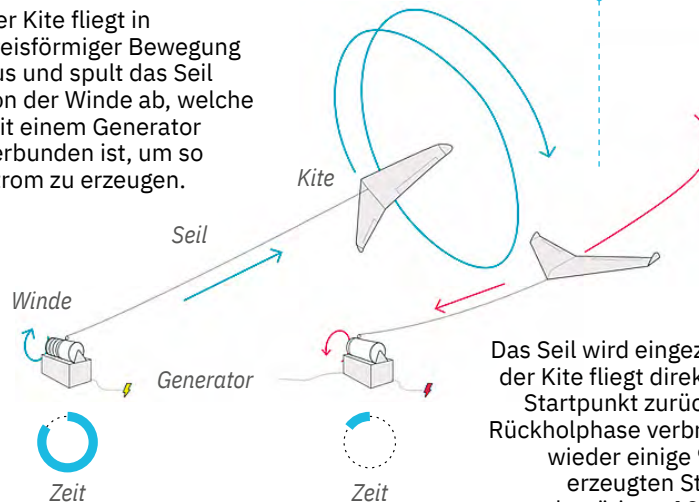 er Kite fliegt in
eisförmiger Bewegung
us und spult das Seil
on der Winde ab, welche
it einem Generator
erbunden ist, um so
trom zu erzeugen.
Kite
Seil
Winde
Generator
Zeit
Zeit
Das Seil wird eingez
der Kite fliegt direk
Startpunkt zurüc
Rückholphase verbr
wieder einige
erzeugten St